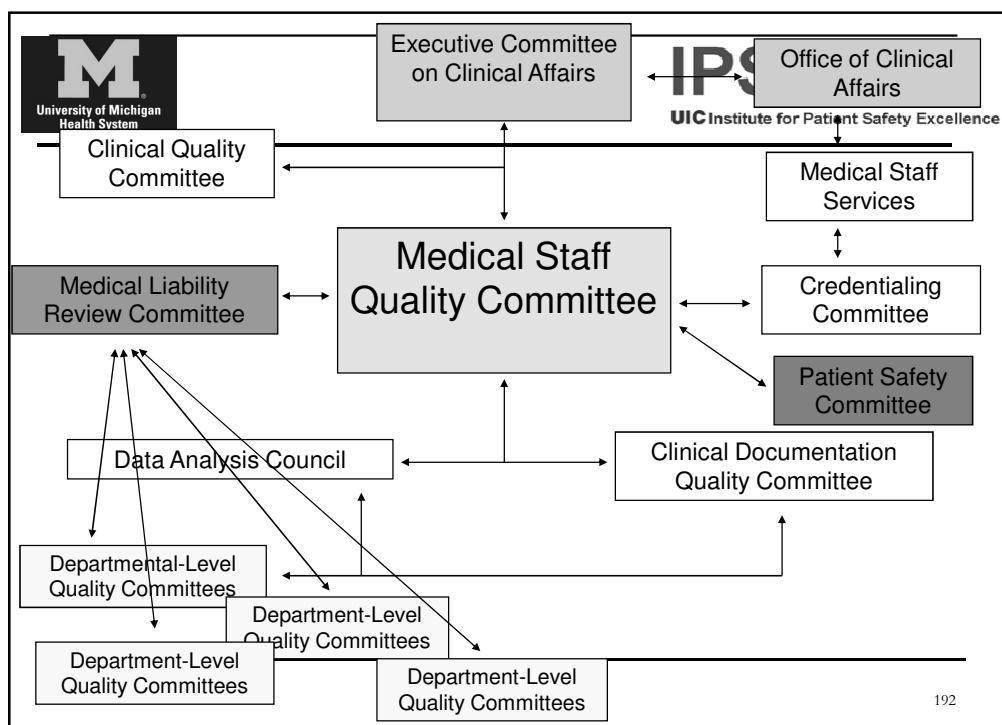 M
University of Michigan
Health System
Executive Committee
on Clinical Affairs
IPS
UIC Institute for Patient Safety Excellence
Office of Clinical
Affairs
Clinical Quality
Committee
Medical Staff
Services
Medical Staff
Quality Committee
Medical Liability
Review Committee
Credentialing
Committee
Patient Safety
Committee
Data Analysis Council
Clinical Documentation
Quality Committee
Departmental-Level
Quality Committees
Department-Level
Quality Committees
Department-Level
Quality Committees
Department-Level
Quality Committees
192